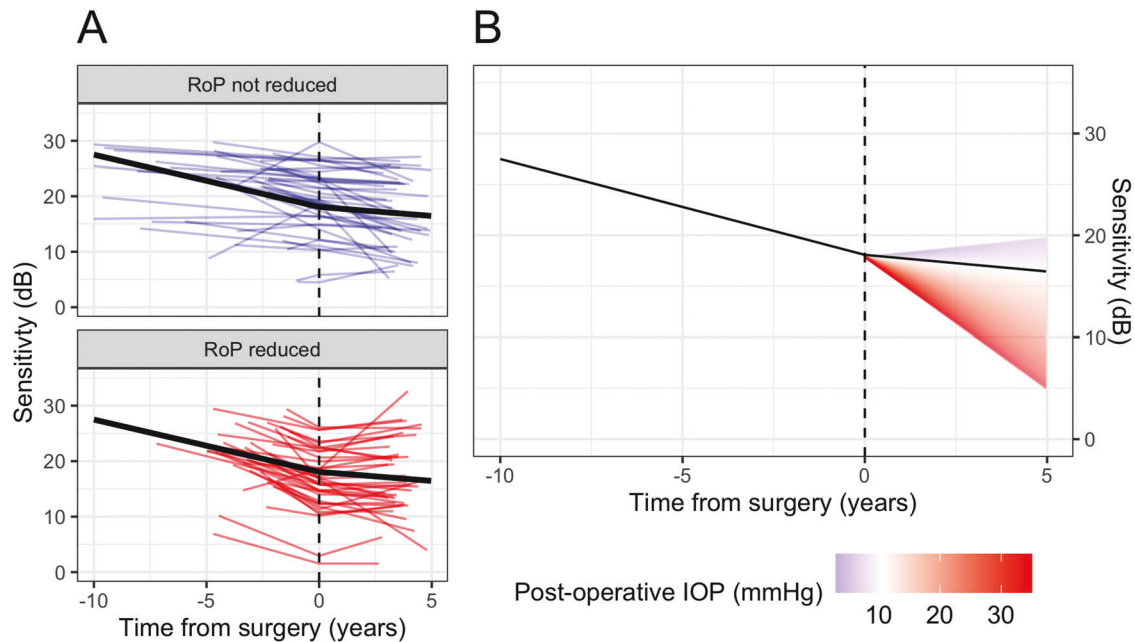 A
B
RoP not reduced
30
20
10
0
RoP reduced
30
20
10
0
-10
-5
0
5
Time from surgery (years)
Sensitivty (dB)
30
20
10
0
Sensitivity
(dB)
-10
-5
0
5
Time from surgery (years)
Post-operative IOP (mmHg)
10
20
30